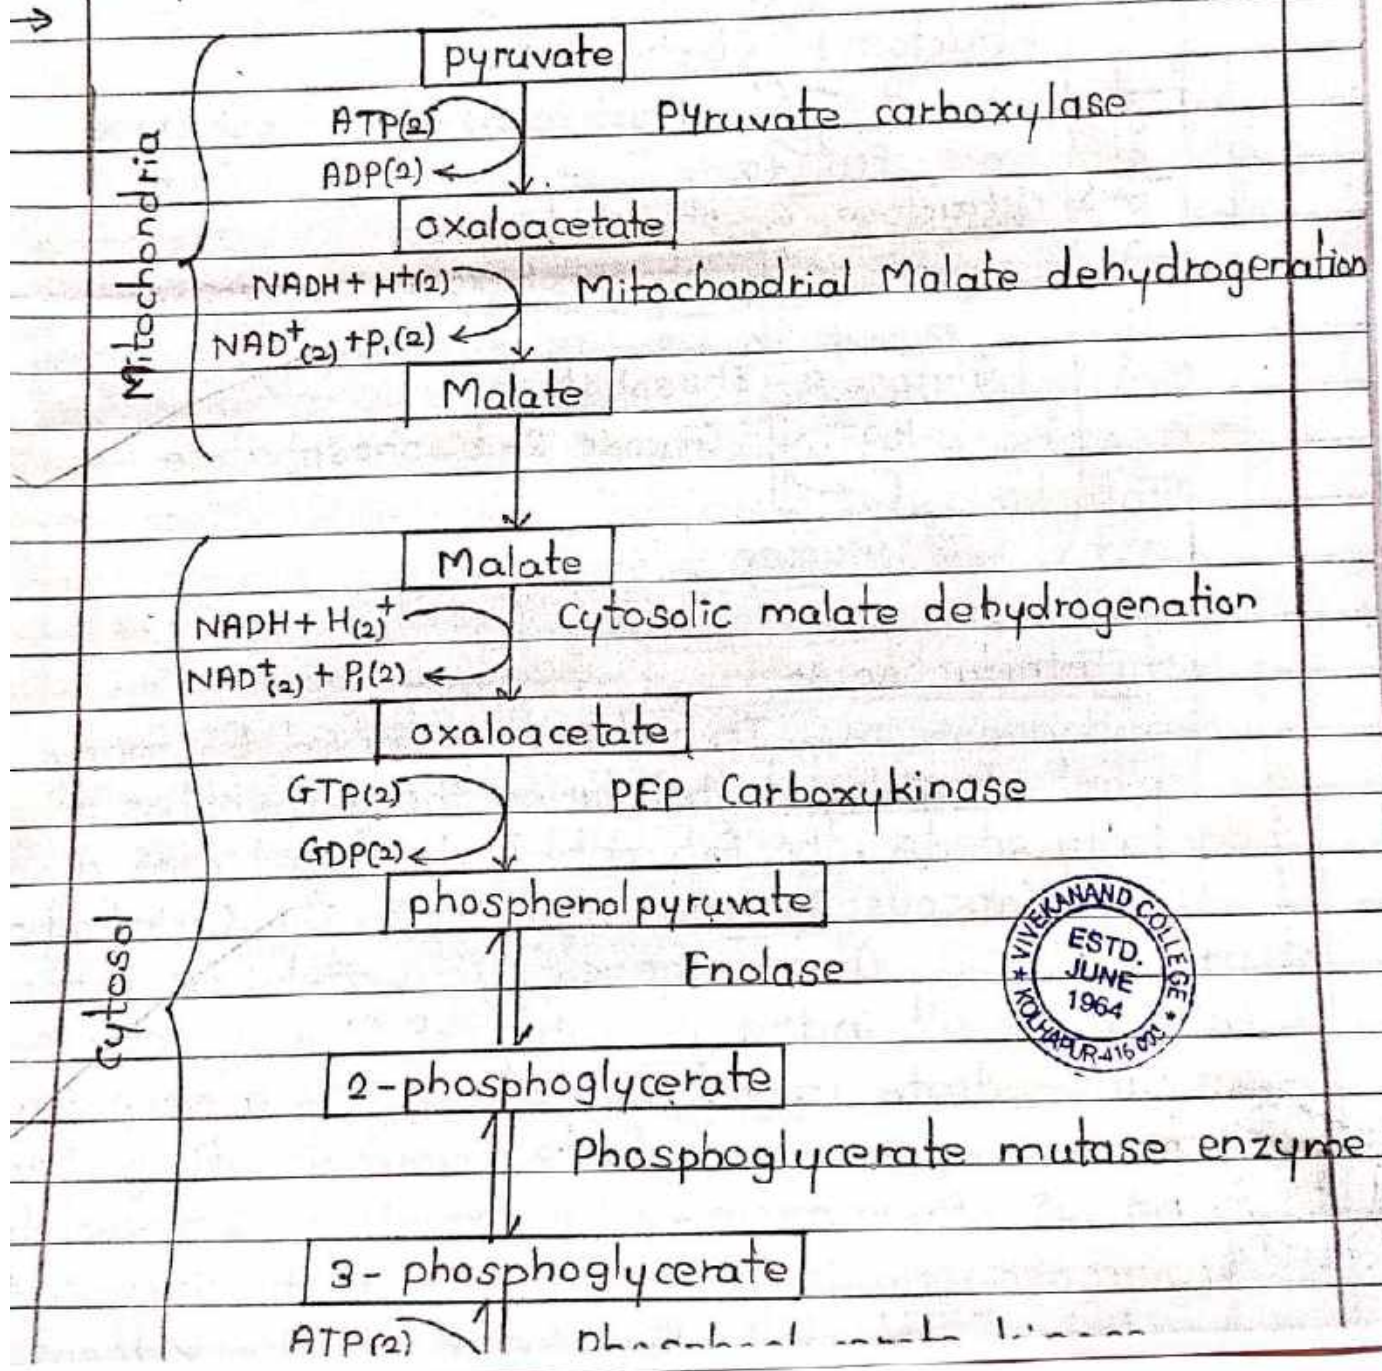 →
pyruvate
ATP(2)
Pyruvate carboxylase
ADP(2)
oxaloacetate
NADH + H+(2)
Mitochondrial Malate dehydrogenation
NAD+(2) + Pi(2)
Malate
Mitochondria
Malate
NADH + H(2)+
Cytosolic malate dehydrogenation
NAD+(2) + Pi(2)
oxaloacetate
GTP(2)
PEP Carboxykinase
GDP(2)
phosphenolpyruvate
Enolase
2-phosphoglycerate
Phosphoglycerate mutase enzyme
3-phosphoglycerate
ATP(2)
Cytosol
VIVEKANAND COLLEGE
ESTD.
JUNE
1964
KOLHAPUR-416 003